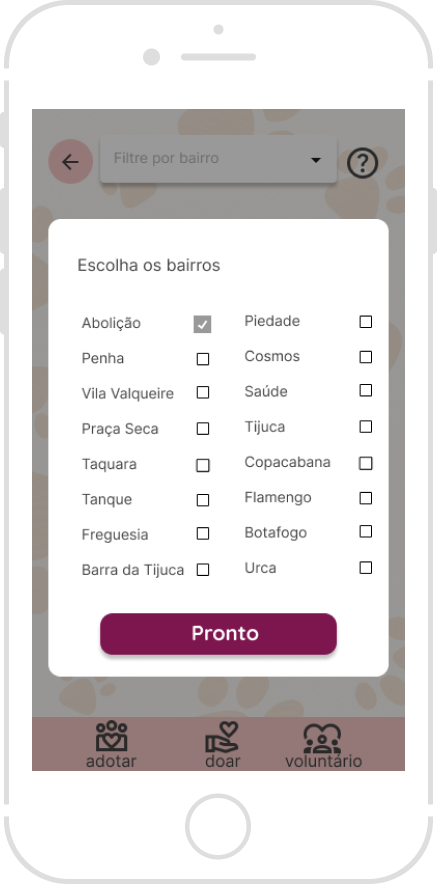 Filtre por bairro
?
Escolha os bairros
Abolição
Penha
Vila Valqueire
Praça Seca
Taquara
Tanque
Freguesia
Barra da Tijuca
Piedade
Cosmos
Saúde
Tijuca
Copacabana
Flamengo
Botafogo
Urca
Pronto
adotar
doar
voluntário